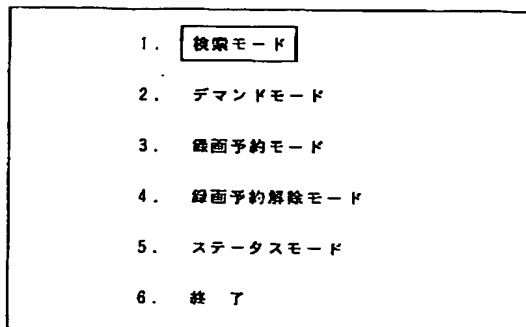 1. 検索モード
2. デマンドモード
3. 録画予約モード
4. 録画予約解除モード
5. ステータスモード
6. 終 了